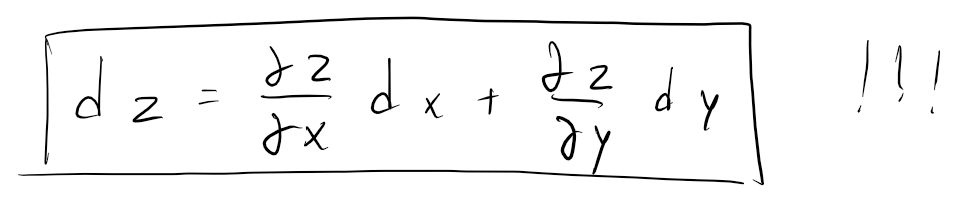 dz = ∂z/∂x dx + ∂z/∂y dy !!!